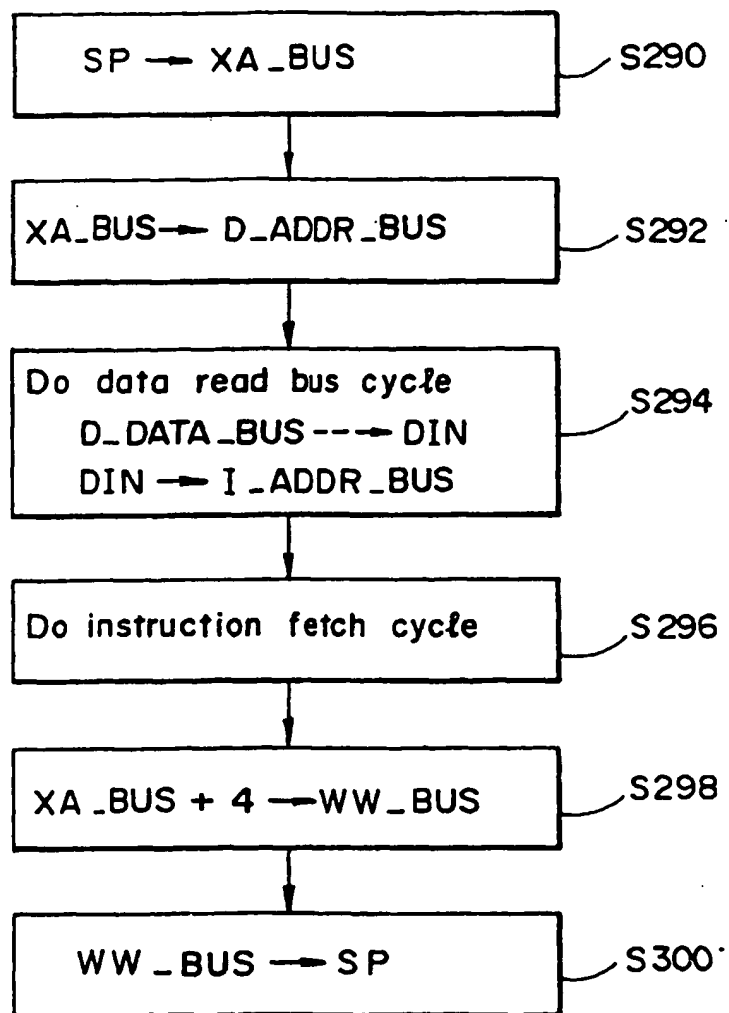 SP → XA_BUS
S290
XA_BUS → D_ADDR_BUS
S292
Do data read bus cycle
D_DATA_BUS ---→ DIN
DIN → I_ADDR_BUS
S294
Do instruction fetch cycle
S296
XA_BUS + 4 → WW_BUS
S298
WW_BUS → SP
S300